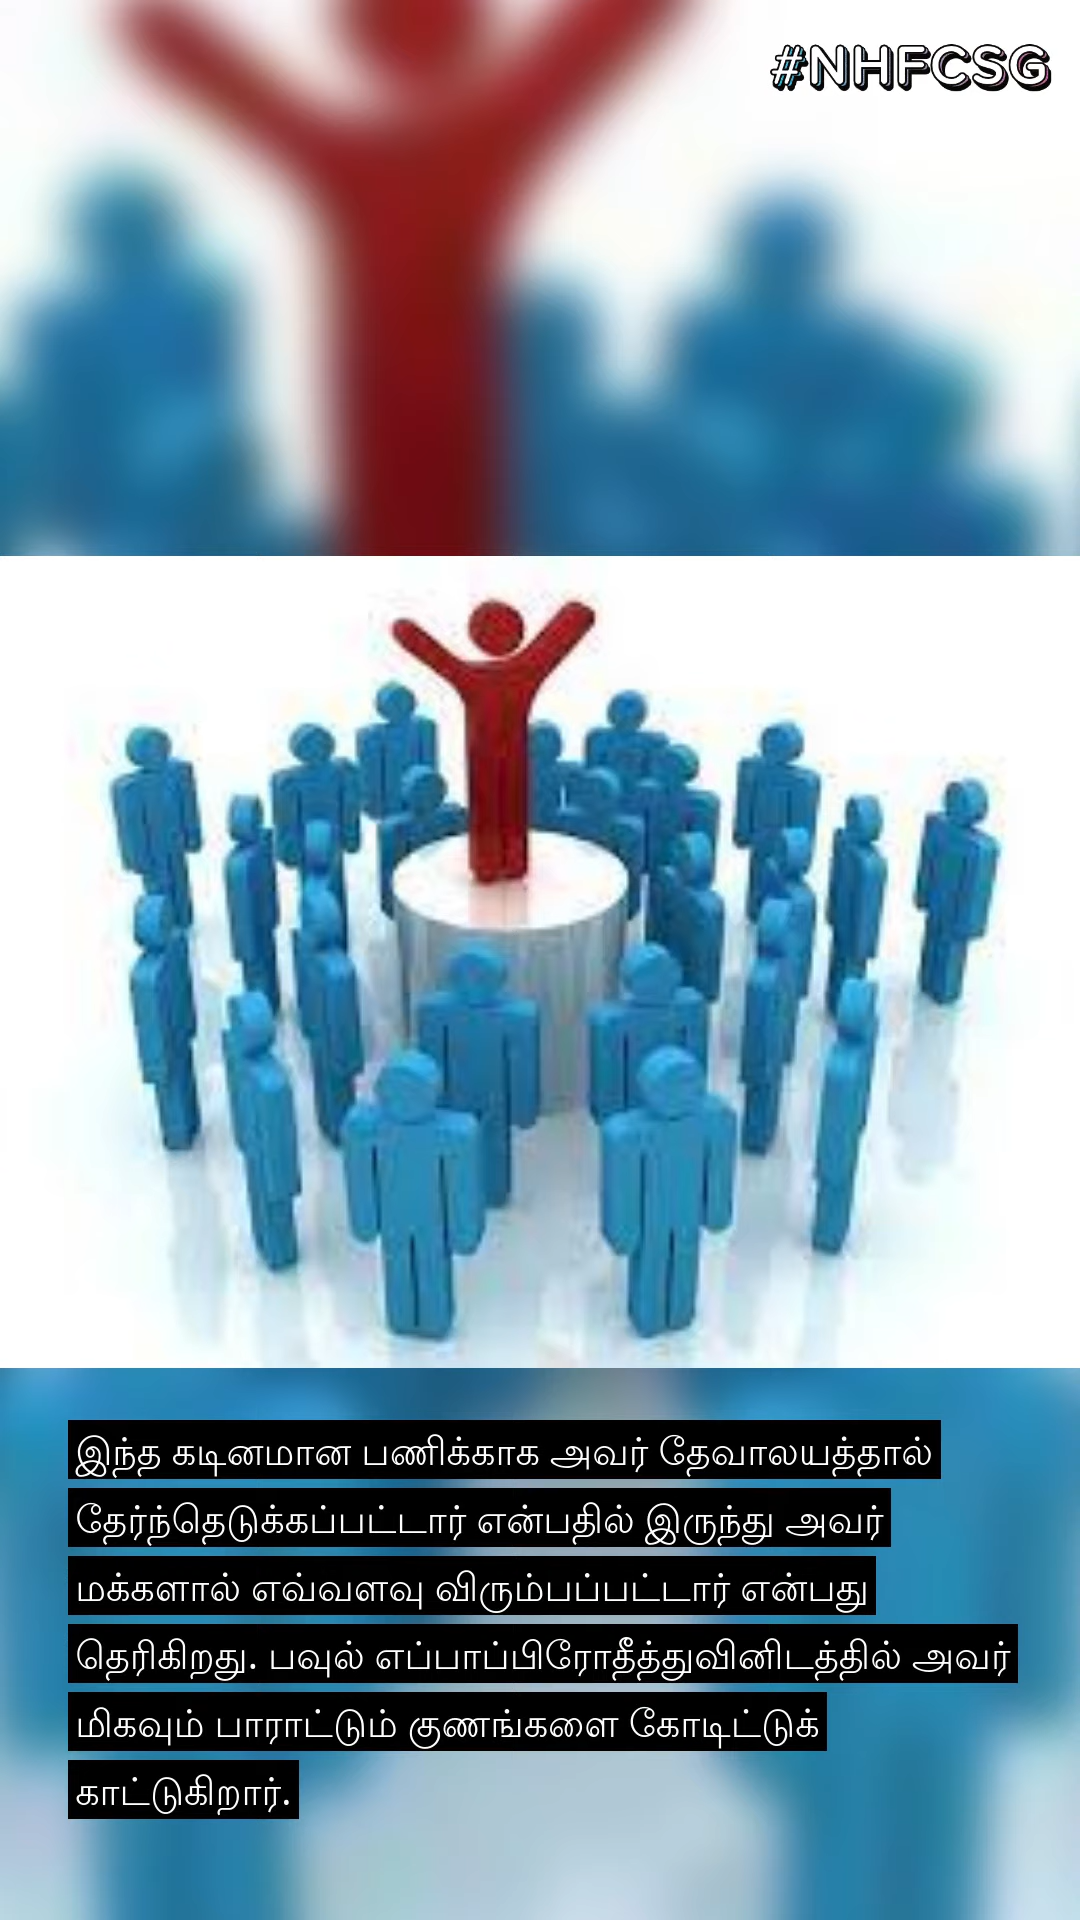 #NHFCSG
இந்த கடினமான பணிக்காக அவர் தேவாலயத்தால்
தேர்ந்தெடுக்கப்பட்டார் என்பதில் இருந்து அவர்
மக்களால் எவ்வளவு விரும்பப்பட்டார் என்பது
தெரிகிறது. பவுல் எப்பாப்பிரோதீத்துவினிடத்தில் அவர்
மிகவும் பாராட்டும் குணங்களை கோடிட்டுக்
காட்டுகிறார்.